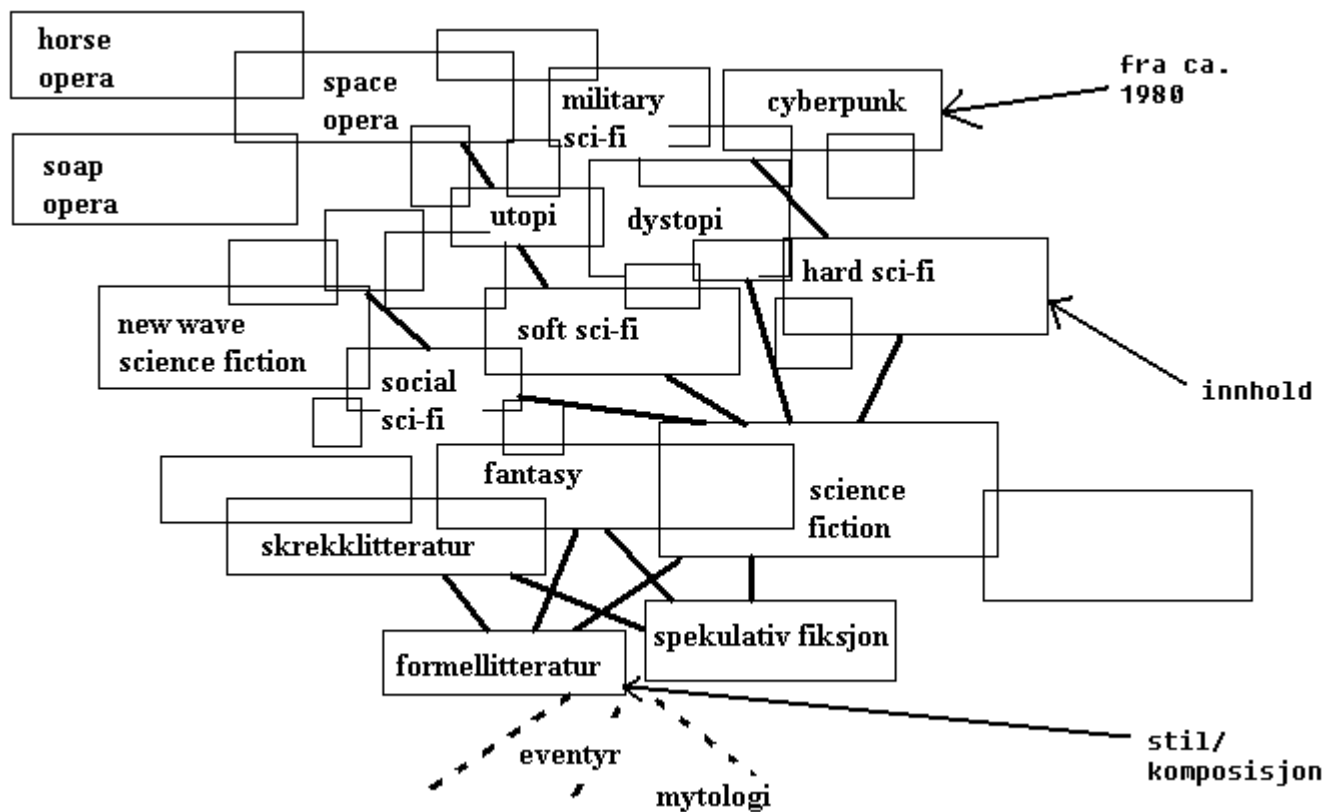 horse
opera
space
opera
military
sci-fi
cyberpunk
fra ca.
1980
soap
opera
utopi
dystopi
hard sci-fi
new wave
science fiction
soft sci-fi
social
sci-fi
innhold
fantasy
science
fiction
skrekklitteratur
spekulativ fiksjon
formellitteratur
eventyr
mytologi
stil/
komposisjon